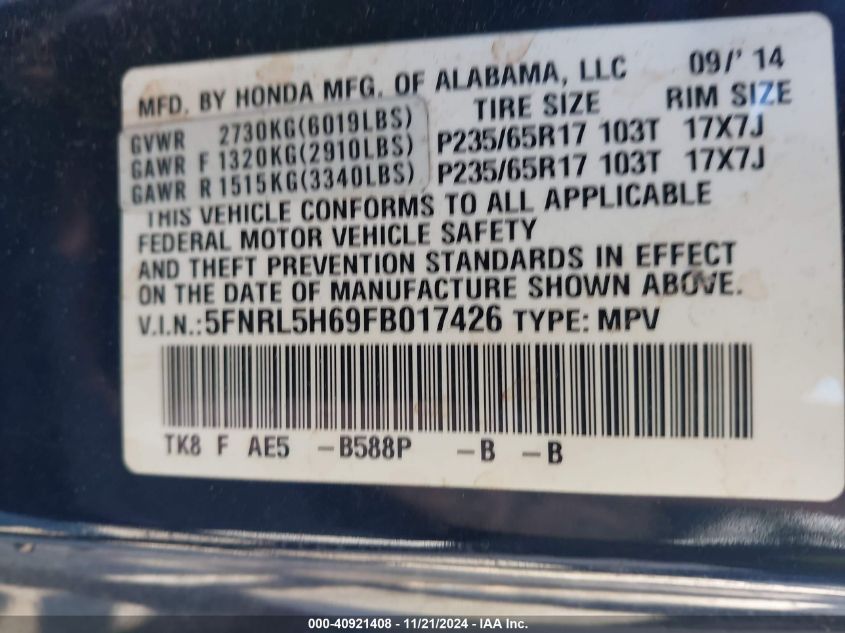 MFD. BY HONDA MFG. OF ALABAMA, LLC 09/' 14
TIRE SIZE RIM SIZE
GVWR 2730KG(6019LBS)
GAWR F 1320KG(2910LBS) P235/65R17 103T 17X7J
GAWR R 1515KG(3340LBS) P235/65R17 103T 17X7J
THIS VEHICLE CONFORMS TO ALL APPLICABLE
FEDERAL MOTOR VEHICLE SAFETY
AND THEFT PREVENTION STANDARDS IN EFFECT
ON THE DATE OF MANUFACTURE SHOWN ABOVE.
V.I.N.: 5FNRL5H69FB017426 TYPE: MPV
TK8 F AE5 -B588P -B -B
000-40921408 - 11/21/2024 - IAA Inc.